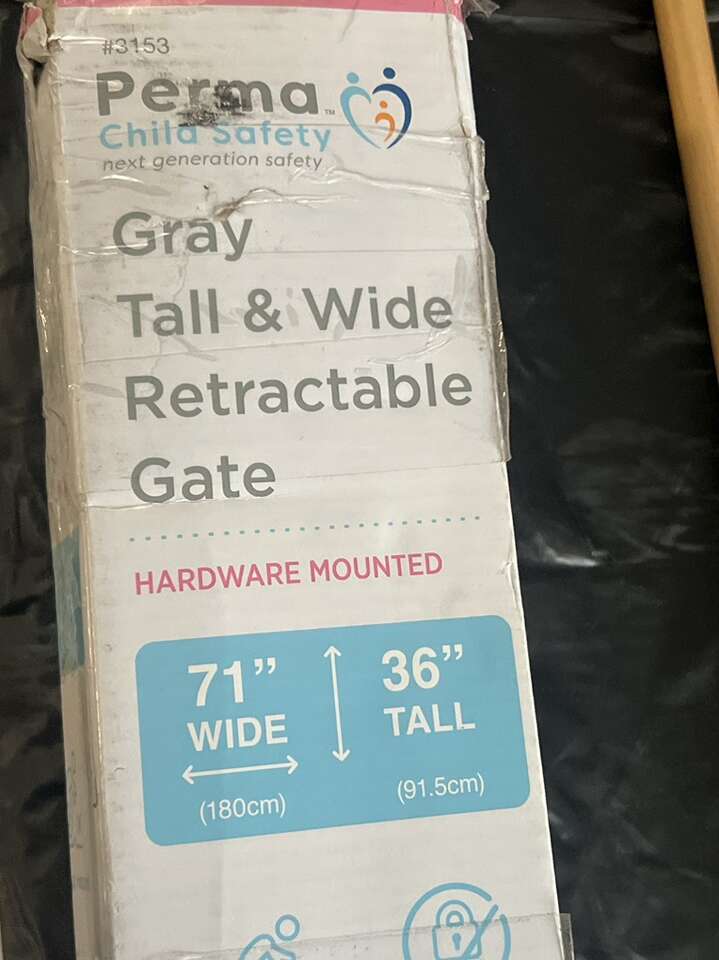 #3153
Perma™
Child Safety
next generation safety
Gray
Tall & Wide
Retractable
Gate
HARDWARE MOUNTED
71”
WIDE
(180cm)
36”
TALL
(91.5cm)